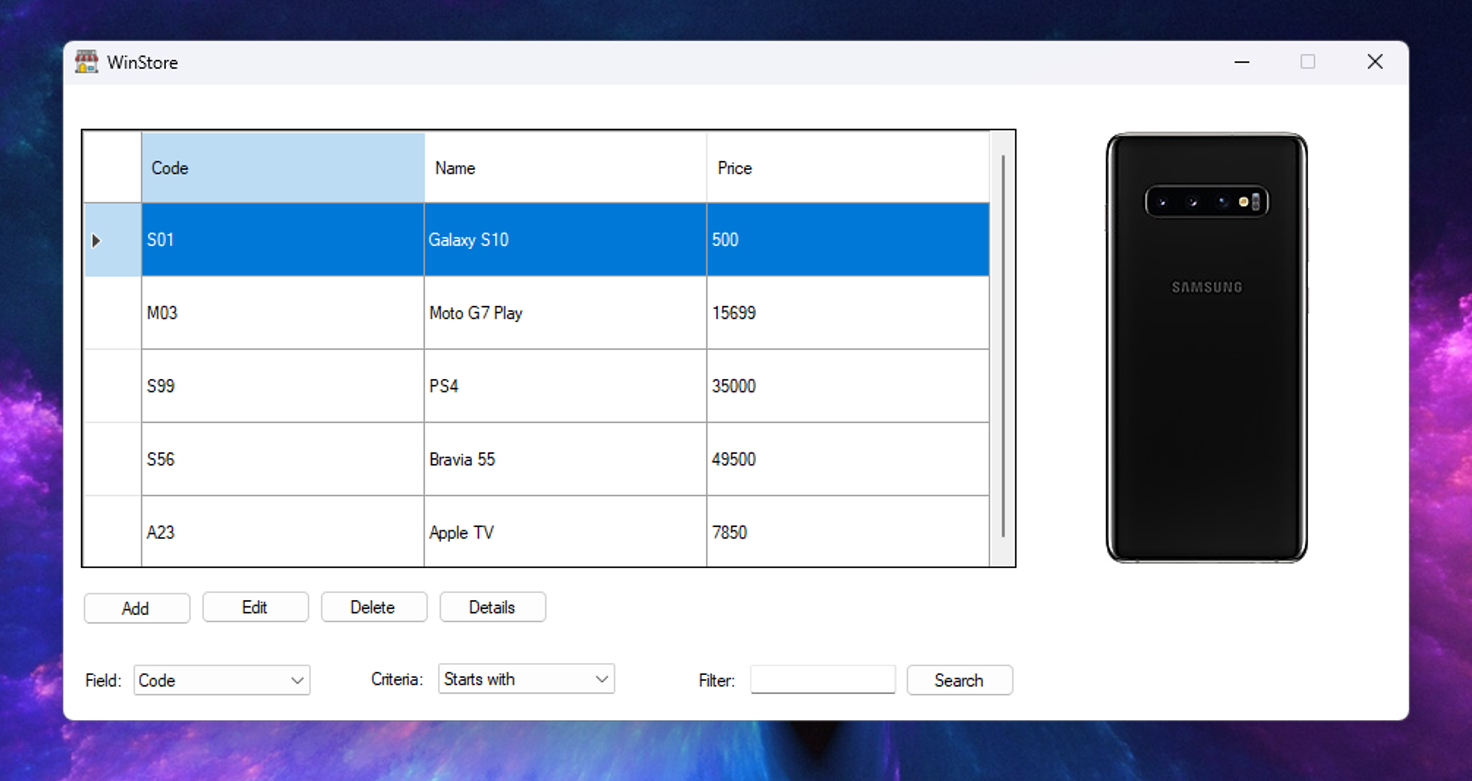 WinStore
Code Name Price
S01 Galaxy S10 500
M03 Moto G7 Play 15699
S99 PS4 35000
S56 Bravia 55 49500
A23 Apple TV 7850
SAMSUNG
Add Edit Delete Details
Field: Code Criteria: Starts with Filter: Search